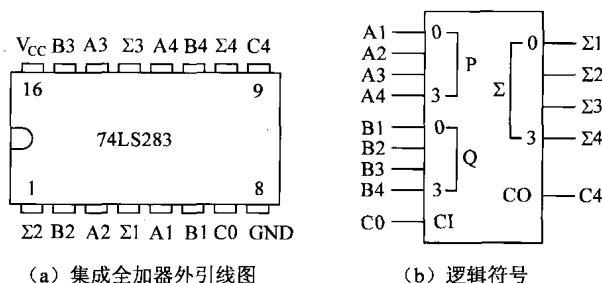 V_CC B3 A3 Σ3 A4 B4 Σ4 C4
16 9
74LS283
1 8
Σ2 B2 A2 Σ1 A1 B1 C0 GND
(a) 集成全加器外引线图
A1 0 0 Σ1
A2 P Σ2
A3 Σ Σ3
A4 3 3 Σ4
B1 0
B2 Q
B3
B4 3 CO C4
C0 CI
(b) 逻辑符号